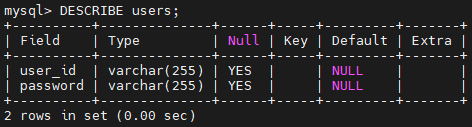 mysql> DESCRIBE users;
+----------+--------------+------+-----+---------+-------+
| Field    | Type         | Null | Key | Default | Extra |
+----------+--------------+------+-----+---------+-------+
| user_id  | varchar(255) | YES  |     | NULL    |       |
| password | varchar(255) | YES  |     | NULL    |       |
+----------+--------------+------+-----+---------+-------+
2 rows in set (0.00 sec)